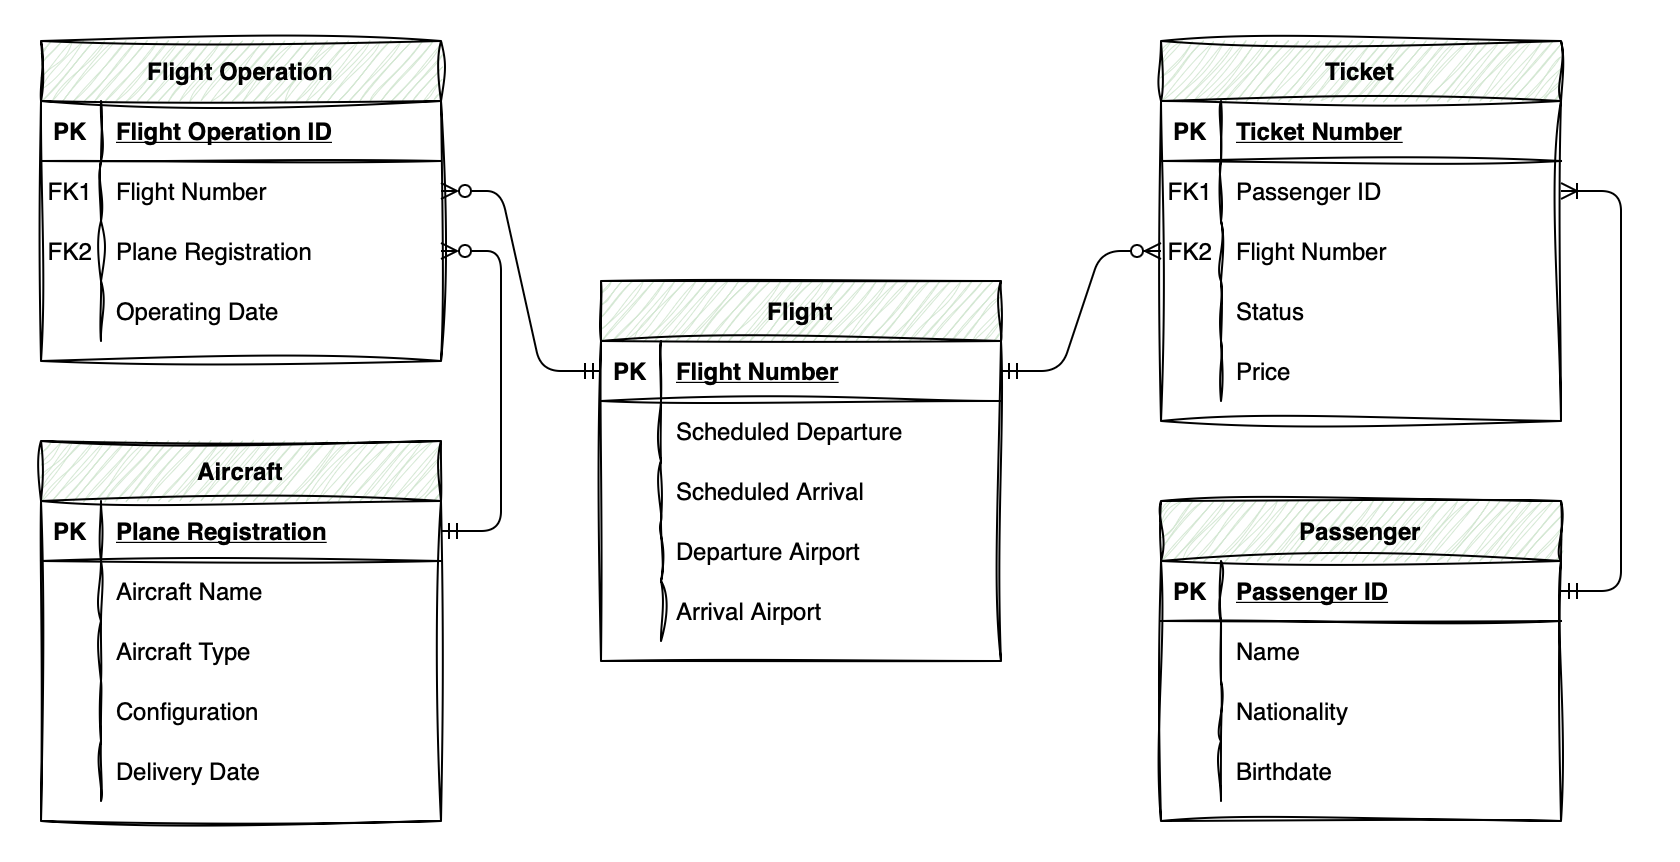 Flight Operation
PK Flight Operation ID
FK1 Flight Number
FK2 Plane Registration
Operating Date
Aircraft
PK Plane Registration
Aircraft Name
Aircraft Type
Configuration
Delivery Date
Flight
PK Flight Number
Scheduled Departure
Scheduled Arrival
Departure Airport
Arrival Airport
Ticket
PK Ticket Number
FK1 Passenger ID
FK2 Flight Number
Status
Price
Passenger
PK Passenger ID
Name
Nationality
Birthdate